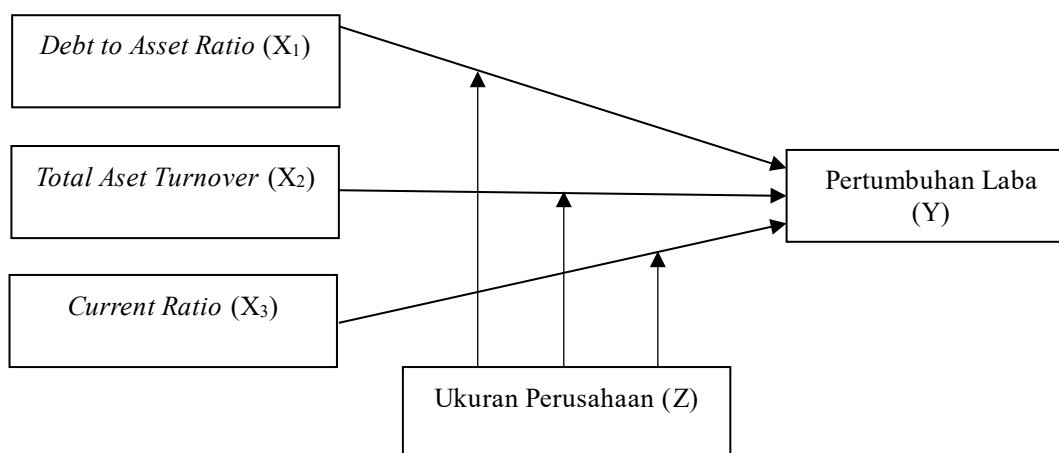 Debt to Asset Ratio (X₁)
Total Aset Turnover (X₂)
Pertumbuhan Laba
(Y)
Current Ratio (X₃)
Ukuran Perusahaan (Z)